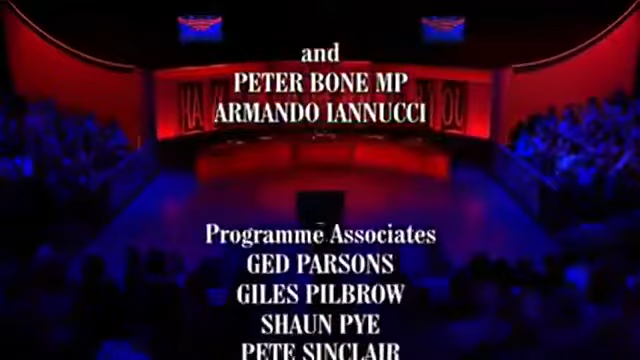 and
PETER BONE MP
ARMANDO IANNUCCI
Programme Associates
GED PARSONS
GILES PILBROW
SHAUN PYE
PETE SINCLAIR